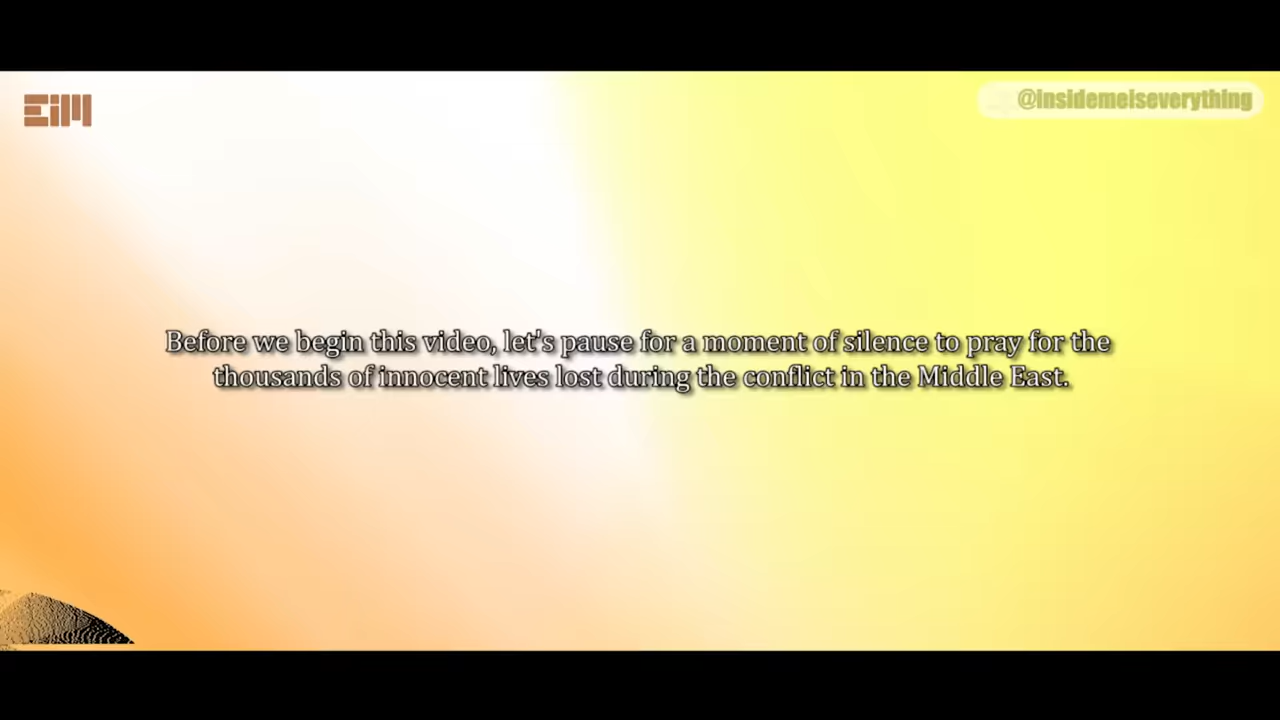 EiM
@insidemeiseverything
Before we begin this video, let's pause for a moment of silence to pray for the
thousands of innocent lives lost during the conflict in the Middle East.